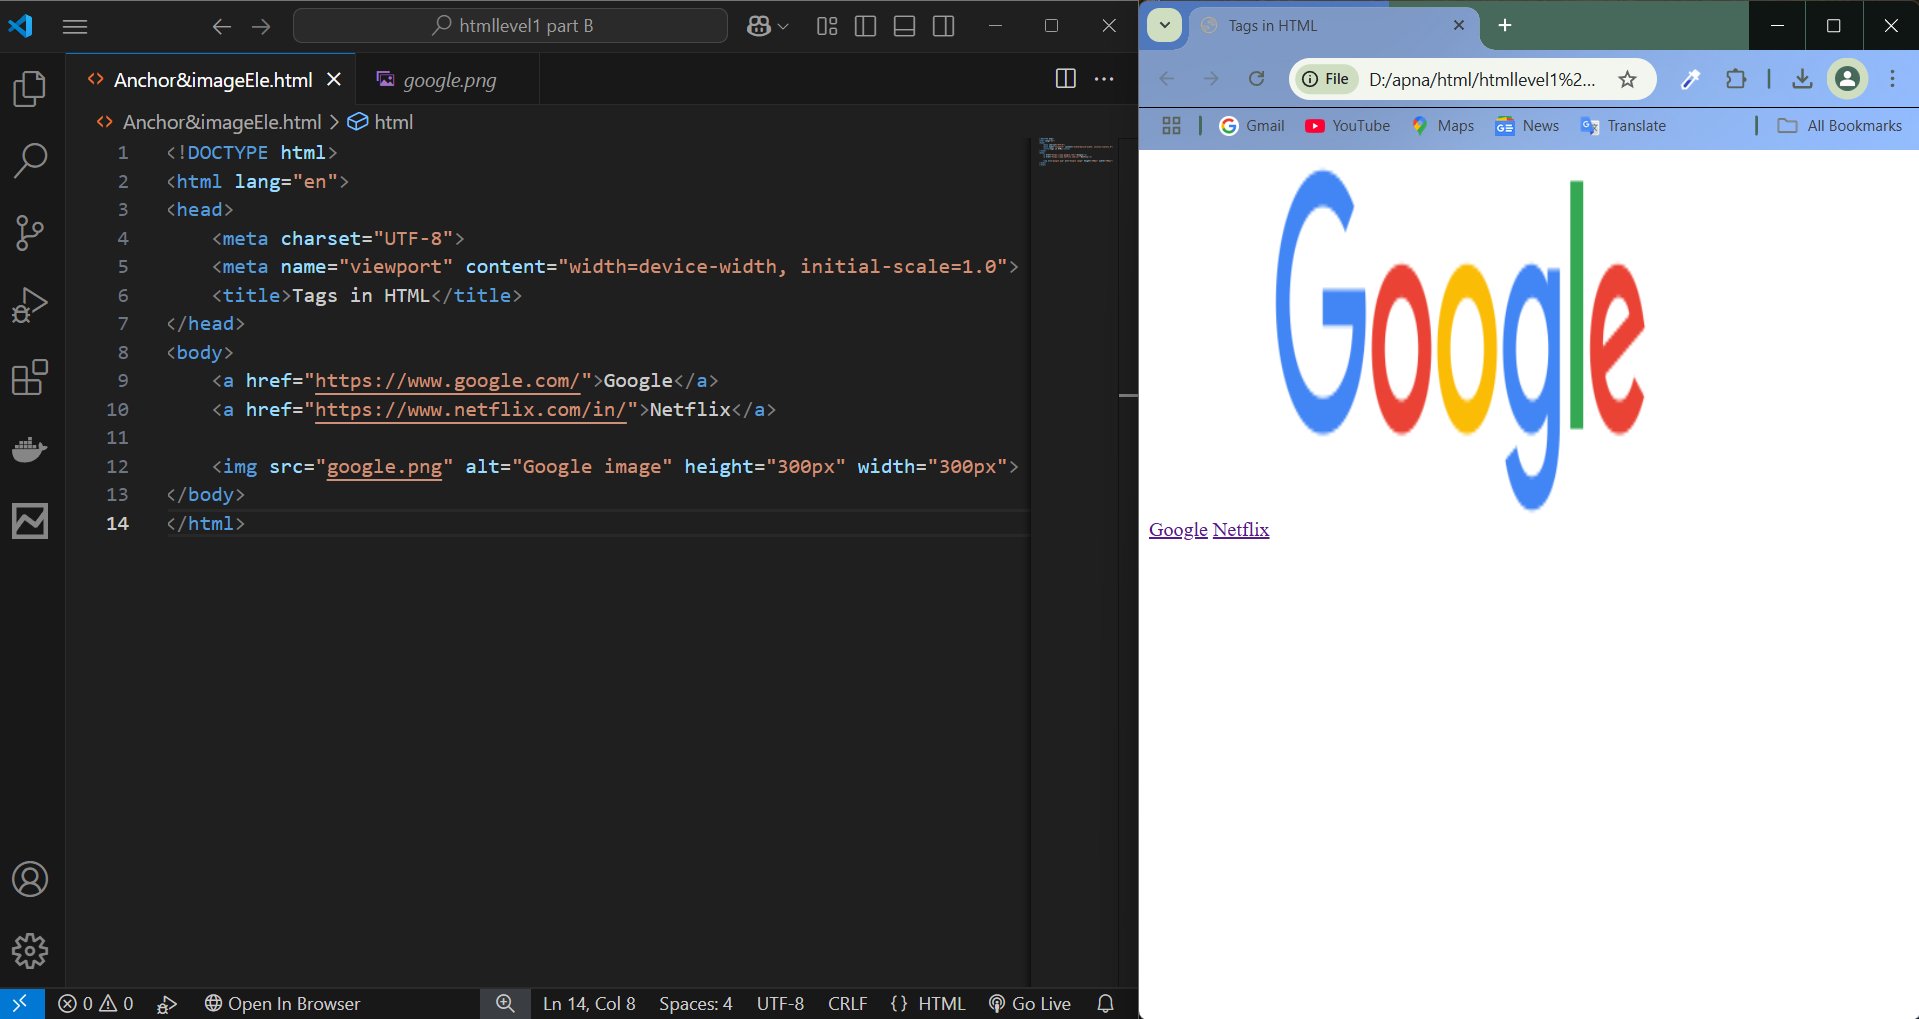 htmllevel1 part B
Anchor&imageEle.html google.png
Anchor&imageEle.html > html
1 <!DOCTYPE html>
2 <html lang="en">
3 <head>
4     <meta charset="UTF-8">
5     <meta name="viewport" content="width=device-width, initial-scale=1.0">
6     <title>Tags in HTML</title>
7 </head>
8 <body>
9     <a href="https://www.google.com/">Google</a>
10     <a href="https://www.netflix.com/in/">Netflix</a>
11
12     <img src="google.png" alt="Google image" height="300px" width="300px">
13 </body>
14 </html>
0 0 Open In Browser Ln 14, Col 8 Spaces: 4 UTF-8 CRLF {} HTML Go Live
Tags in HTML
File D:/apna/html/htmllevel1%2...
Gmail YouTube Maps News Translate All Bookmarks
Google
Google Netflix